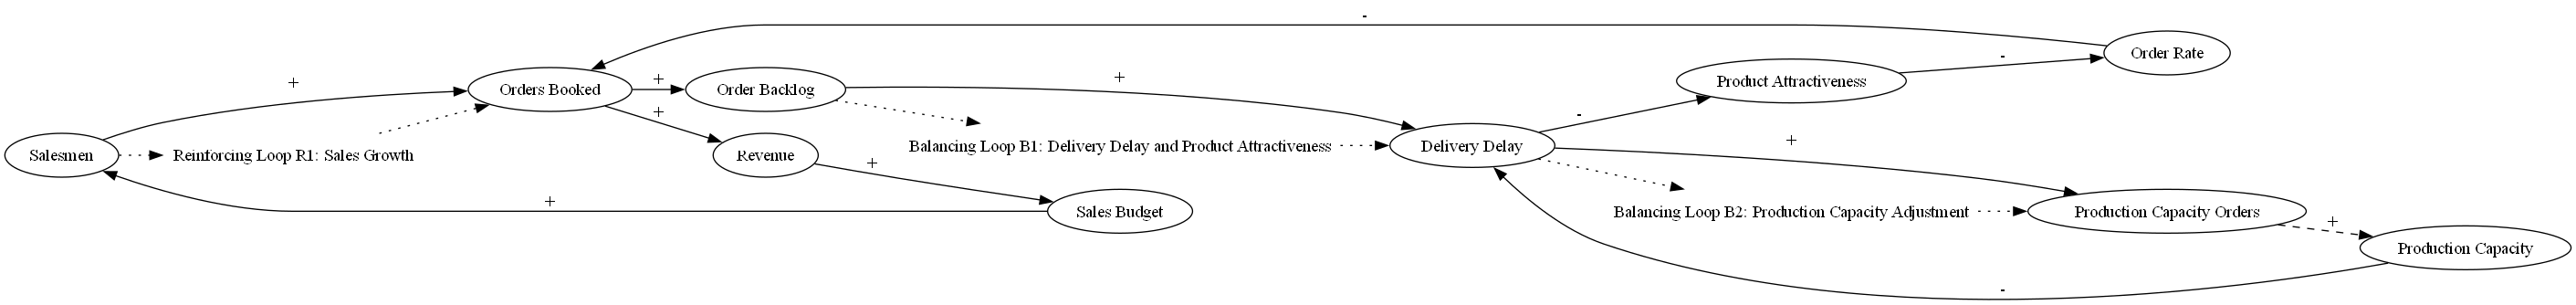 -
Order Rate
+
Orders Booked
+
Order Backlog
+
Product Attractiveness
-
+
-
Delivery Delay
+
Salesmen
Reinforcing Loop R1: Sales Growth
Revenue
+
Balancing Loop B1: Delivery Delay and Product Attractiveness
+
Sales Budget
Balancing Loop B2: Production Capacity Adjustment
Production Capacity Orders
+
Production Capacity
-